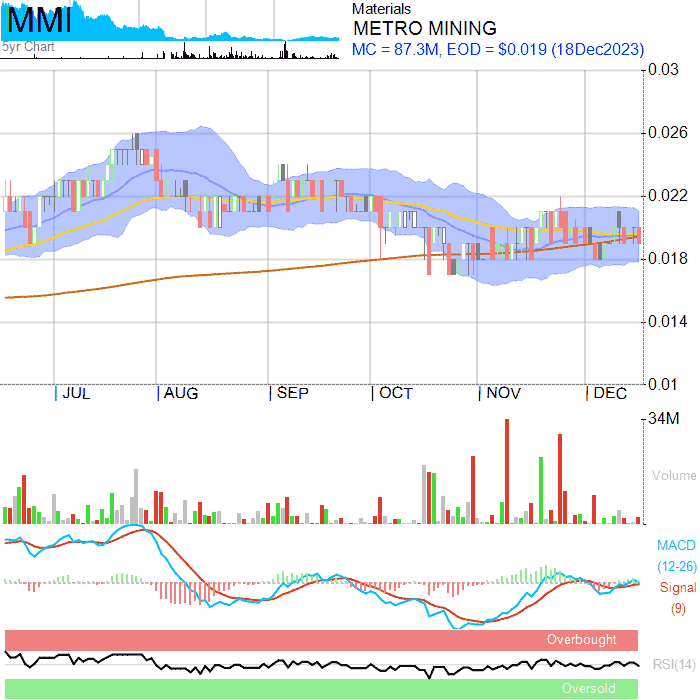 MMI
5yr Chart
Materials
METRO MINING
MC = 87.3M, EOD = $0.019 (18Dec2023)
0.03
0.026
0.022
0.018
0.014
0.01
JUL AUG SEP OCT NOV DEC
34M
Volume
MACD
(12-26)
Signal
(9)
Overbought
RSI(14)
Oversold